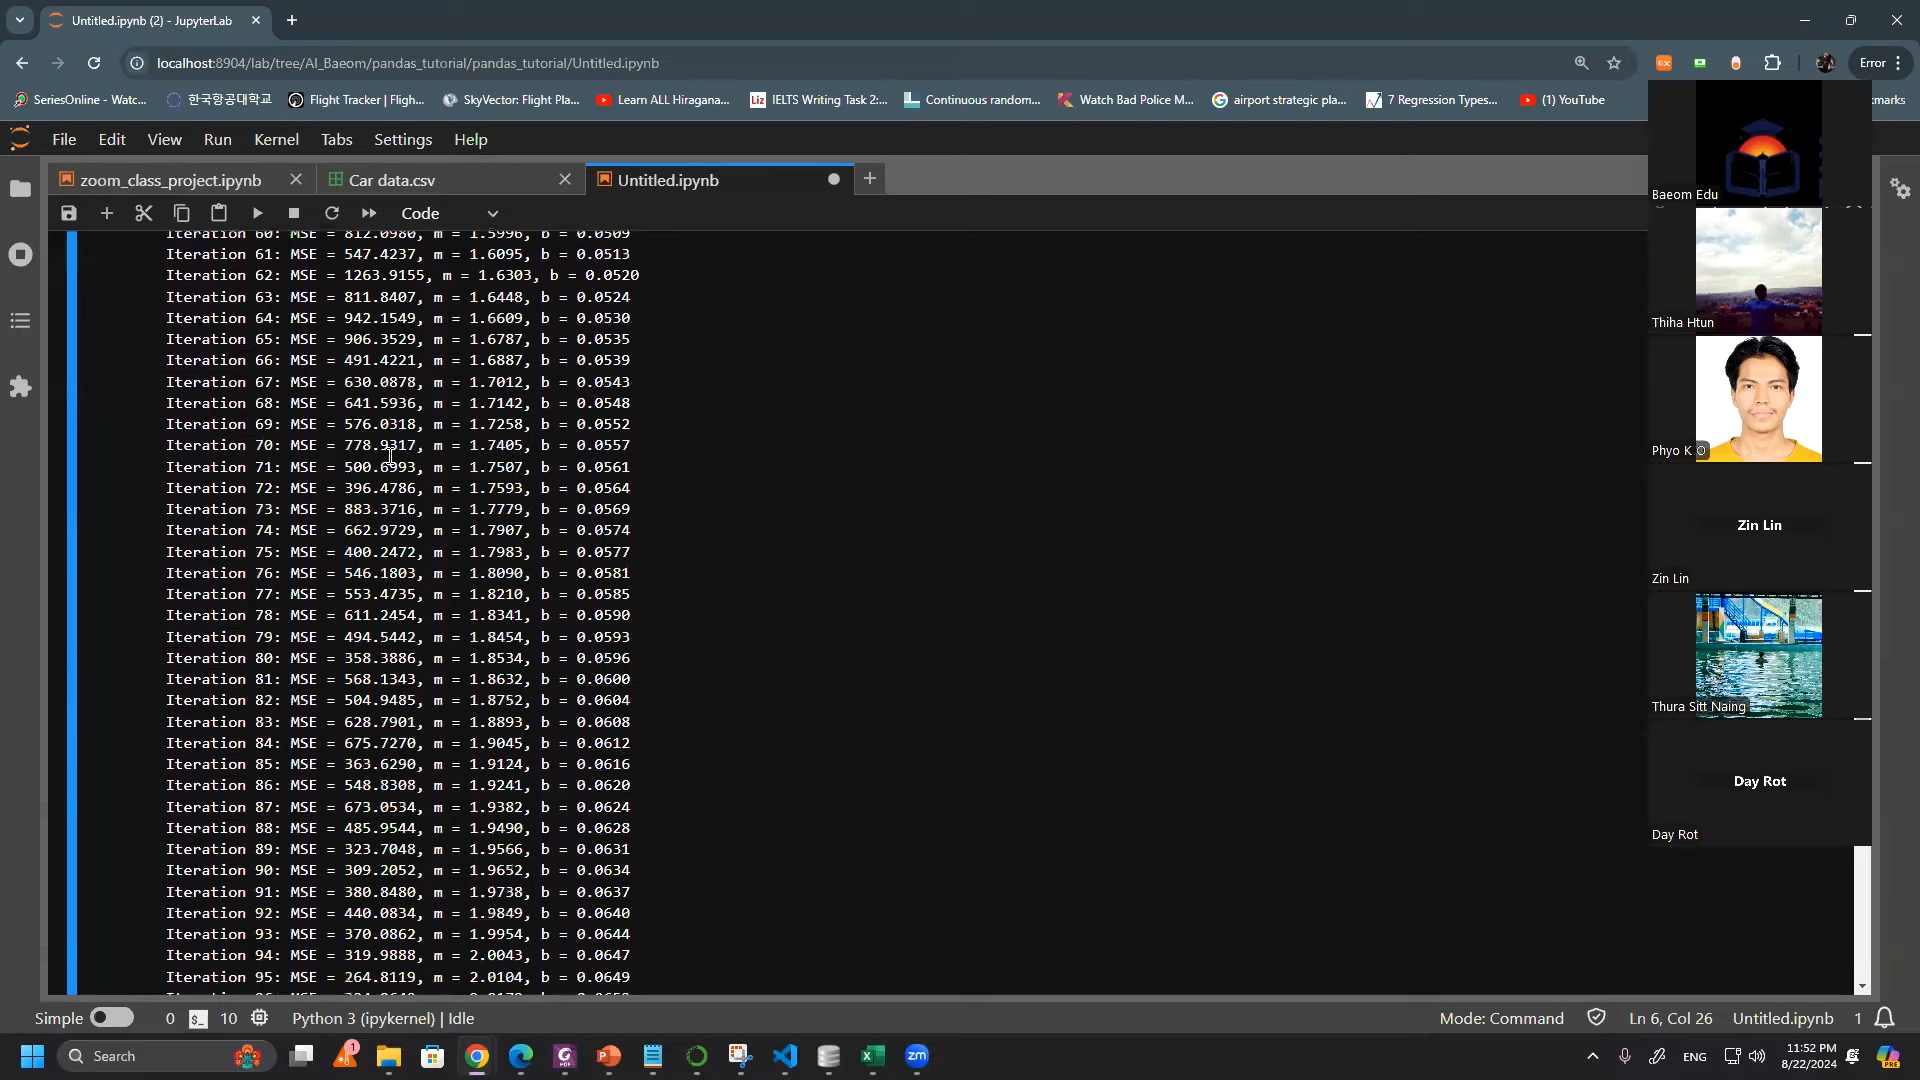 Untitled.ipynb (2) - JupyterLab
localhost:8904/lab/tree/AI_Baeom/pandas_tutorial/pandas_tutorial/Untitled.ipynb
Error
SeriesOnline - Watc...
한국항공대학교
Flight Tracker | Fligh...
SkyVector: Flight Pla...
Learn ALL Hiragana...
Liz
IELTS Writing Task 2:...
Continuous random...
Watch Bad Police M...
airport strategic pla...
7 Regression Types...
(1) YouTube
kmarks
File
Edit
View
Run
Kernel
Tabs
Settings
Help
zoom_class_project.ipynb
Car data.csv
Untitled.ipynb
Code
Iteration 60: MSE = 812.0980, m = 1.5996, b = 0.0509
Iteration 61: MSE = 547.4237, m = 1.6095, b = 0.0513
Iteration 62: MSE = 1263.9155, m = 1.6303, b = 0.0520
Iteration 63: MSE = 811.8407, m = 1.6448, b = 0.0524
Iteration 64: MSE = 942.1549, m = 1.6609, b = 0.0530
Iteration 65: MSE = 906.3529, m = 1.6787, b = 0.0535
Iteration 66: MSE = 491.4221, m = 1.6887, b = 0.0539
Iteration 67: MSE = 630.0878, m = 1.7012, b = 0.0543
Iteration 68: MSE = 641.5936, m = 1.7142, b = 0.0548
Iteration 69: MSE = 576.0318, m = 1.7258, b = 0.0552
Iteration 70: MSE = 778.9317, m = 1.7405, b = 0.0557
Iteration 71: MSE = 500.6993, m = 1.7507, b = 0.0561
Iteration 72: MSE = 396.4786, m = 1.7593, b = 0.0564
Iteration 73: MSE = 883.3716, m = 1.7779, b = 0.0569
Iteration 74: MSE = 662.9729, m = 1.7907, b = 0.0574
Iteration 75: MSE = 400.2472, m = 1.7983, b = 0.0577
Iteration 76: MSE = 546.1803, m = 1.8090, b = 0.0581
Iteration 77: MSE = 553.4735, m = 1.8210, b = 0.0585
Iteration 78: MSE = 611.2454, m = 1.8341, b = 0.0590
Iteration 79: MSE = 494.5442, m = 1.8454, b = 0.0593
Iteration 80: MSE = 358.3886, m = 1.8534, b = 0.0596
Iteration 81: MSE = 568.1343, m = 1.8632, b = 0.0600
Iteration 82: MSE = 504.9485, m = 1.8752, b = 0.0604
Iteration 83: MSE = 628.7901, m = 1.8893, b = 0.0608
Iteration 84: MSE = 675.7270, m = 1.9045, b = 0.0612
Iteration 85: MSE = 363.6290, m = 1.9124, b = 0.0616
Iteration 86: MSE = 548.8308, m = 1.9241, b = 0.0620
Iteration 87: MSE = 673.0534, m = 1.9382, b = 0.0624
Iteration 88: MSE = 485.9544, m = 1.9490, b = 0.0628
Iteration 89: MSE = 323.7048, m = 1.9566, b = 0.0631
Iteration 90: MSE = 309.2052, m = 1.9652, b = 0.0634
Iteration 91: MSE = 380.8480, m = 1.9738, b = 0.0637
Iteration 92: MSE = 440.0834, m = 1.9849, b = 0.0640
Iteration 93: MSE = 370.0862, m = 1.9954, b = 0.0644
Iteration 94: MSE = 319.9888, m = 2.0043, b = 0.0647
Iteration 95: MSE = 264.8119, m = 2.0104, b = 0.0649
Baeom Edu
Thiha Htun
Phyo K O
Zin Lin
Zin Lin
Thura Sitt Naing
Day Rot
Day Rot
Simple
0
10
Python 3 (ipykernel) | Idle
Mode: Command
Ln 6, Col 26
Untitled.ipynb
1
Search
1
zm
ENG
11:52 PM
8/22/2024
PRE